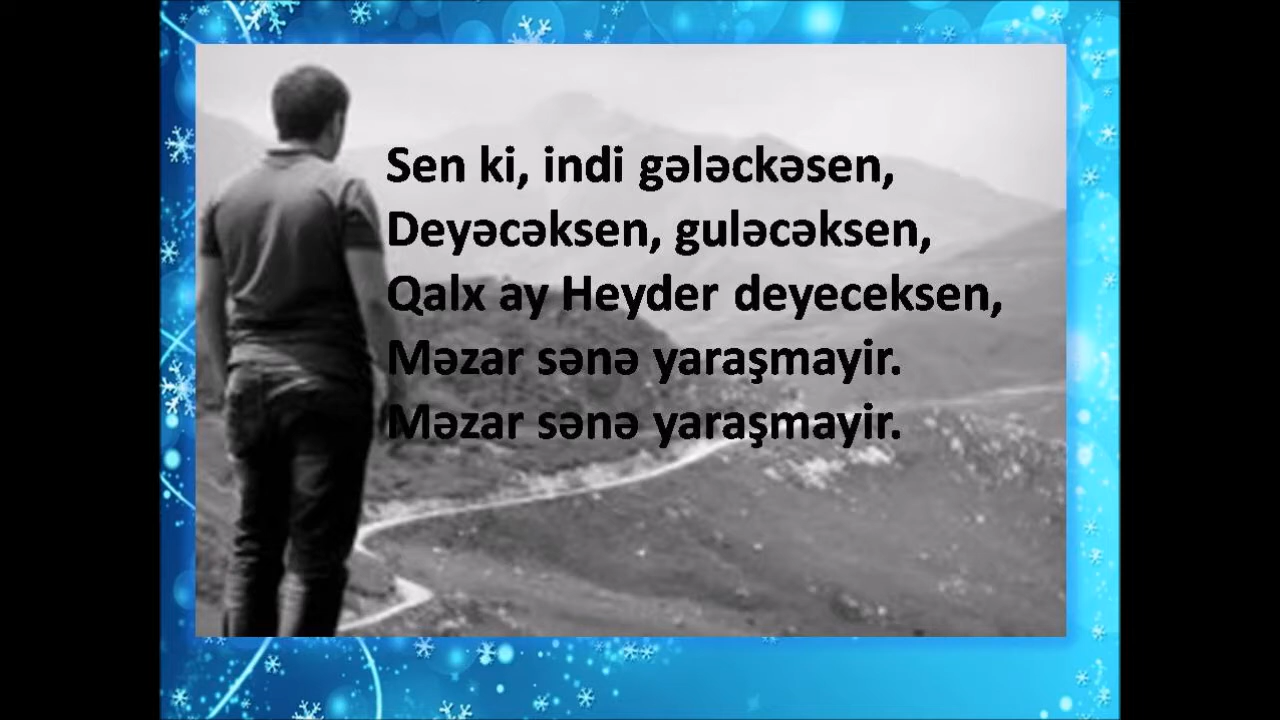 Sen ki, indi gələckəsen,
Deyəcəksen, guləcəksen,
Qalx ay Heyder deyeceksen,
Məzar sənə yaraşmayir.
Məzar sənə yaraşmayir.